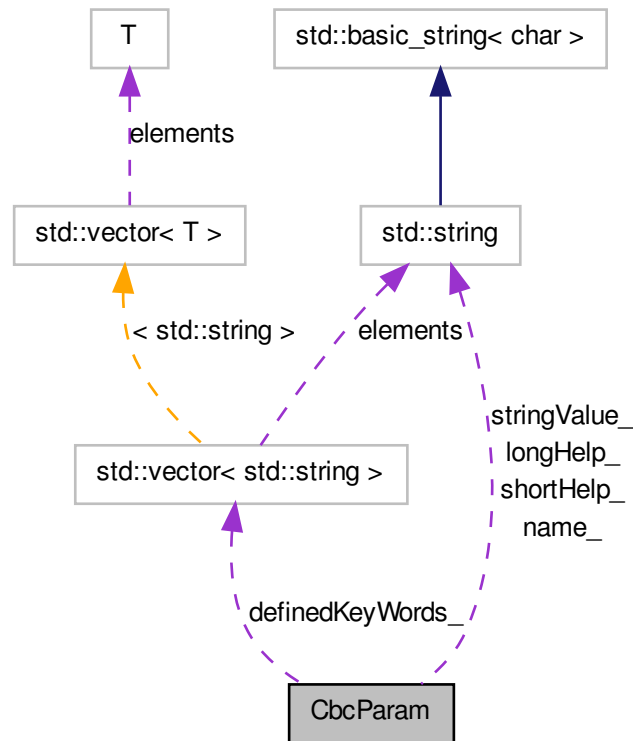 T
std::basic_string< char >
elements
std::vector< T >
std::string
< std::string >
elements
stringValue_
longHelp_
shortHelp_
name_
std::vector< std::string >
definedKeyWords_
CbcParam